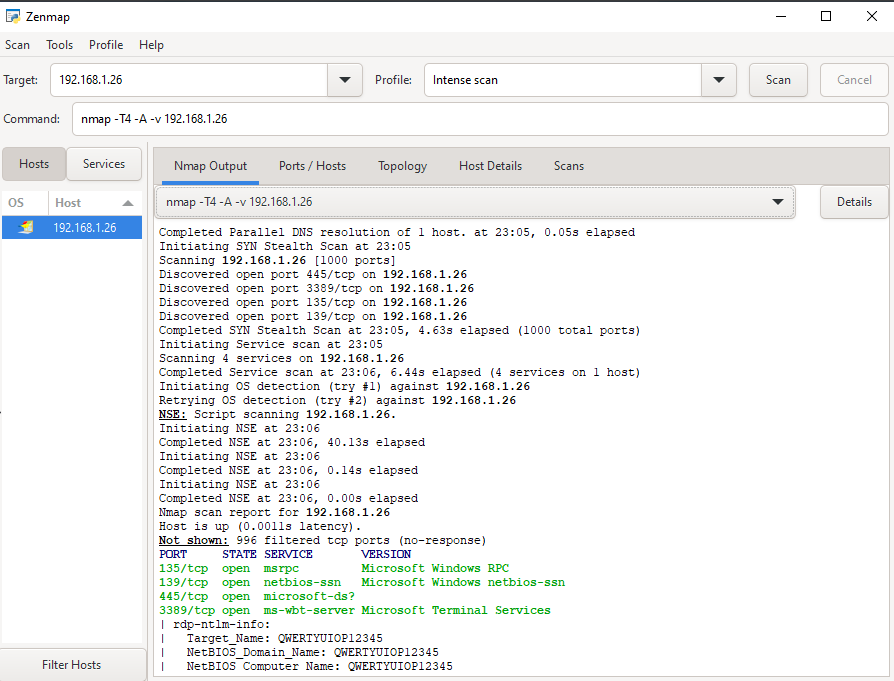 Zenmap
Scan Tools Profile Help
Target: 192.168.1.26 Profile: Intense scan Scan Cancel
Command: nmap -T4 -A -v 192.168.1.26
Hosts Services
OS Host
192.168.1.26
Filter Hosts
Nmap Output Ports / Hosts Topology Host Details Scans
nmap -T4 -A -v 192.168.1.26 Details
Completed Parallel DNS resolution of 1 host. at 23:05, 0.05s elapsed
Initiating SYN Stealth Scan at 23:05
Scanning 192.168.1.26 [1000 ports]
Discovered open port 445/tcp on 192.168.1.26
Discovered open port 3389/tcp on 192.168.1.26
Discovered open port 135/tcp on 192.168.1.26
Discovered open port 139/tcp on 192.168.1.26
Completed SYN Stealth Scan at 23:05, 4.63s elapsed (1000 total ports)
Initiating Service scan at 23:05
Scanning 4 services on 192.168.1.26
Completed Service scan at 23:06, 6.44s elapsed (4 services on 1 host)
Initiating OS detection (try #1) against 192.168.1.26
Retrying OS detection (try #2) against 192.168.1.26
NSE: Script scanning 192.168.1.26.
Initiating NSE at 23:06
Completed NSE at 23:06, 40.13s elapsed
Initiating NSE at 23:06
Completed NSE at 23:06, 0.14s elapsed
Initiating NSE at 23:06
Completed NSE at 23:06, 0.00s elapsed
Nmap scan report for 192.168.1.26
Host is up (0.0011s latency).
Not shown: 996 filtered tcp ports (no-response)
PORT     STATE SERVICE       VERSION
135/tcp  open  msrpc         Microsoft Windows RPC
139/tcp  open  netbios-ssn   Microsoft Windows netbios-ssn
445/tcp  open  microsoft-ds?
3389/tcp open  ms-wbt-server Microsoft Terminal Services
| rdp-ntlm-info:
|   Target_Name: QWERTYUIOP12345
|   NetBIOS_Domain_Name: QWERTYUIOP12345
|   NetBIOS_Computer_Name: QWERTYUIOP12345